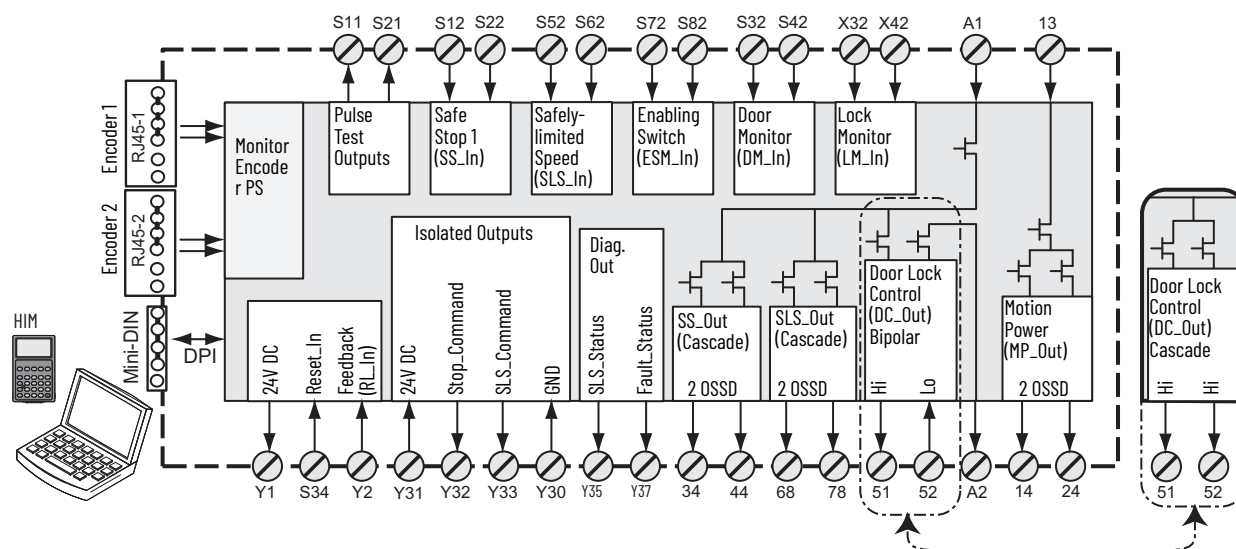 S11 S21 S12 S22 S52 S62 S72 S82 S32 S42 X32 X42 A1 13
Encoder 1
RJ45-1
Encoder 2
RJ45-2
Mini-DIN
HIM
DPI
Monitor
Encode
r PS
Pulse
Test
Outputs
Safe
Stop 1
(SS_In)
Safely-
limited
Speed
(SLS_In)
Enabling
Switch
(ESM_In)
Door
Monitor
(DM_In)
Lock
Monitor
(LM_In)
24V DC
Reset_In
Feedback
(RL_In)
Isolated Outputs
24V DC
Stop_Command
SLS_Command
GND
Diag.
Out
SLS_Status
Fault_Status
SS_Out
(Cascade)
2 OSSD
SLS_Out
(Cascade)
2 OSSD
Door Lock
Control
(DC_Out)
Bipolar
Hi
Lo
Motion
Power
(MP_Out)
2 OSSD
Door Lock
Control
(DC_Out)
Cascade
Hi
Hi
Y1 S34 Y2 Y31 Y32 Y33 Y30 Y35 Y37 34 44 68 78 51 52 A2 14 24
51 52